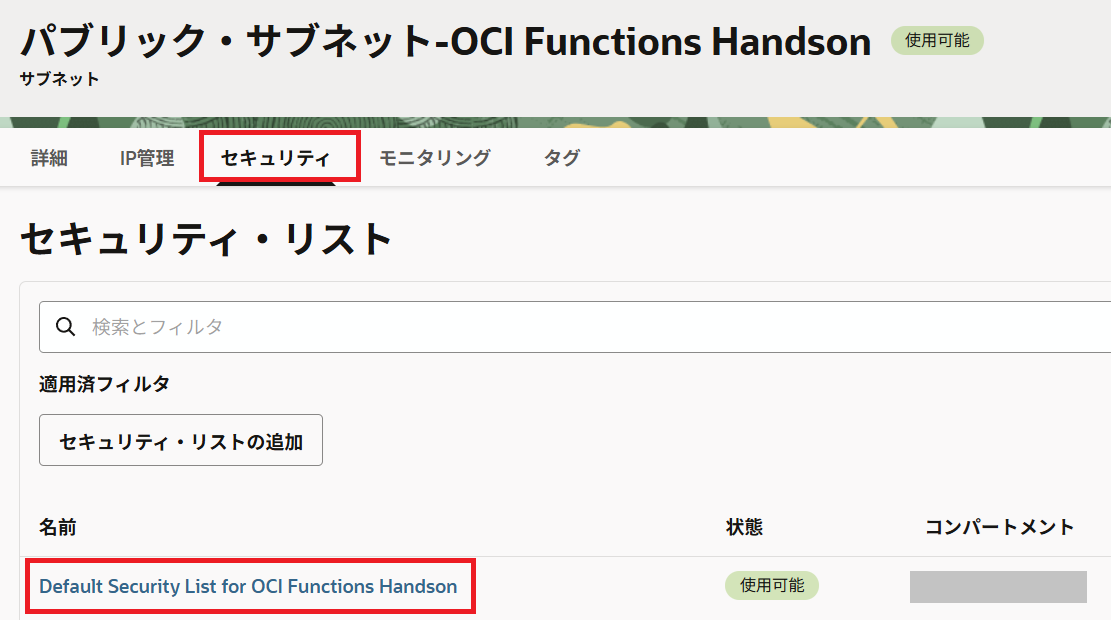 パブリック・サブネット-OCI Functions Handson 使用可能
サブネット
詳細 IP管理 セキュリティ モニタリング タグ
セキュリティ・リスト
検索とフィルタ
適用済フィルタ
セキュリティ・リストの追加
名前 状態 コンパートメント
Default Security List for OCI Functions Handson 使用可能